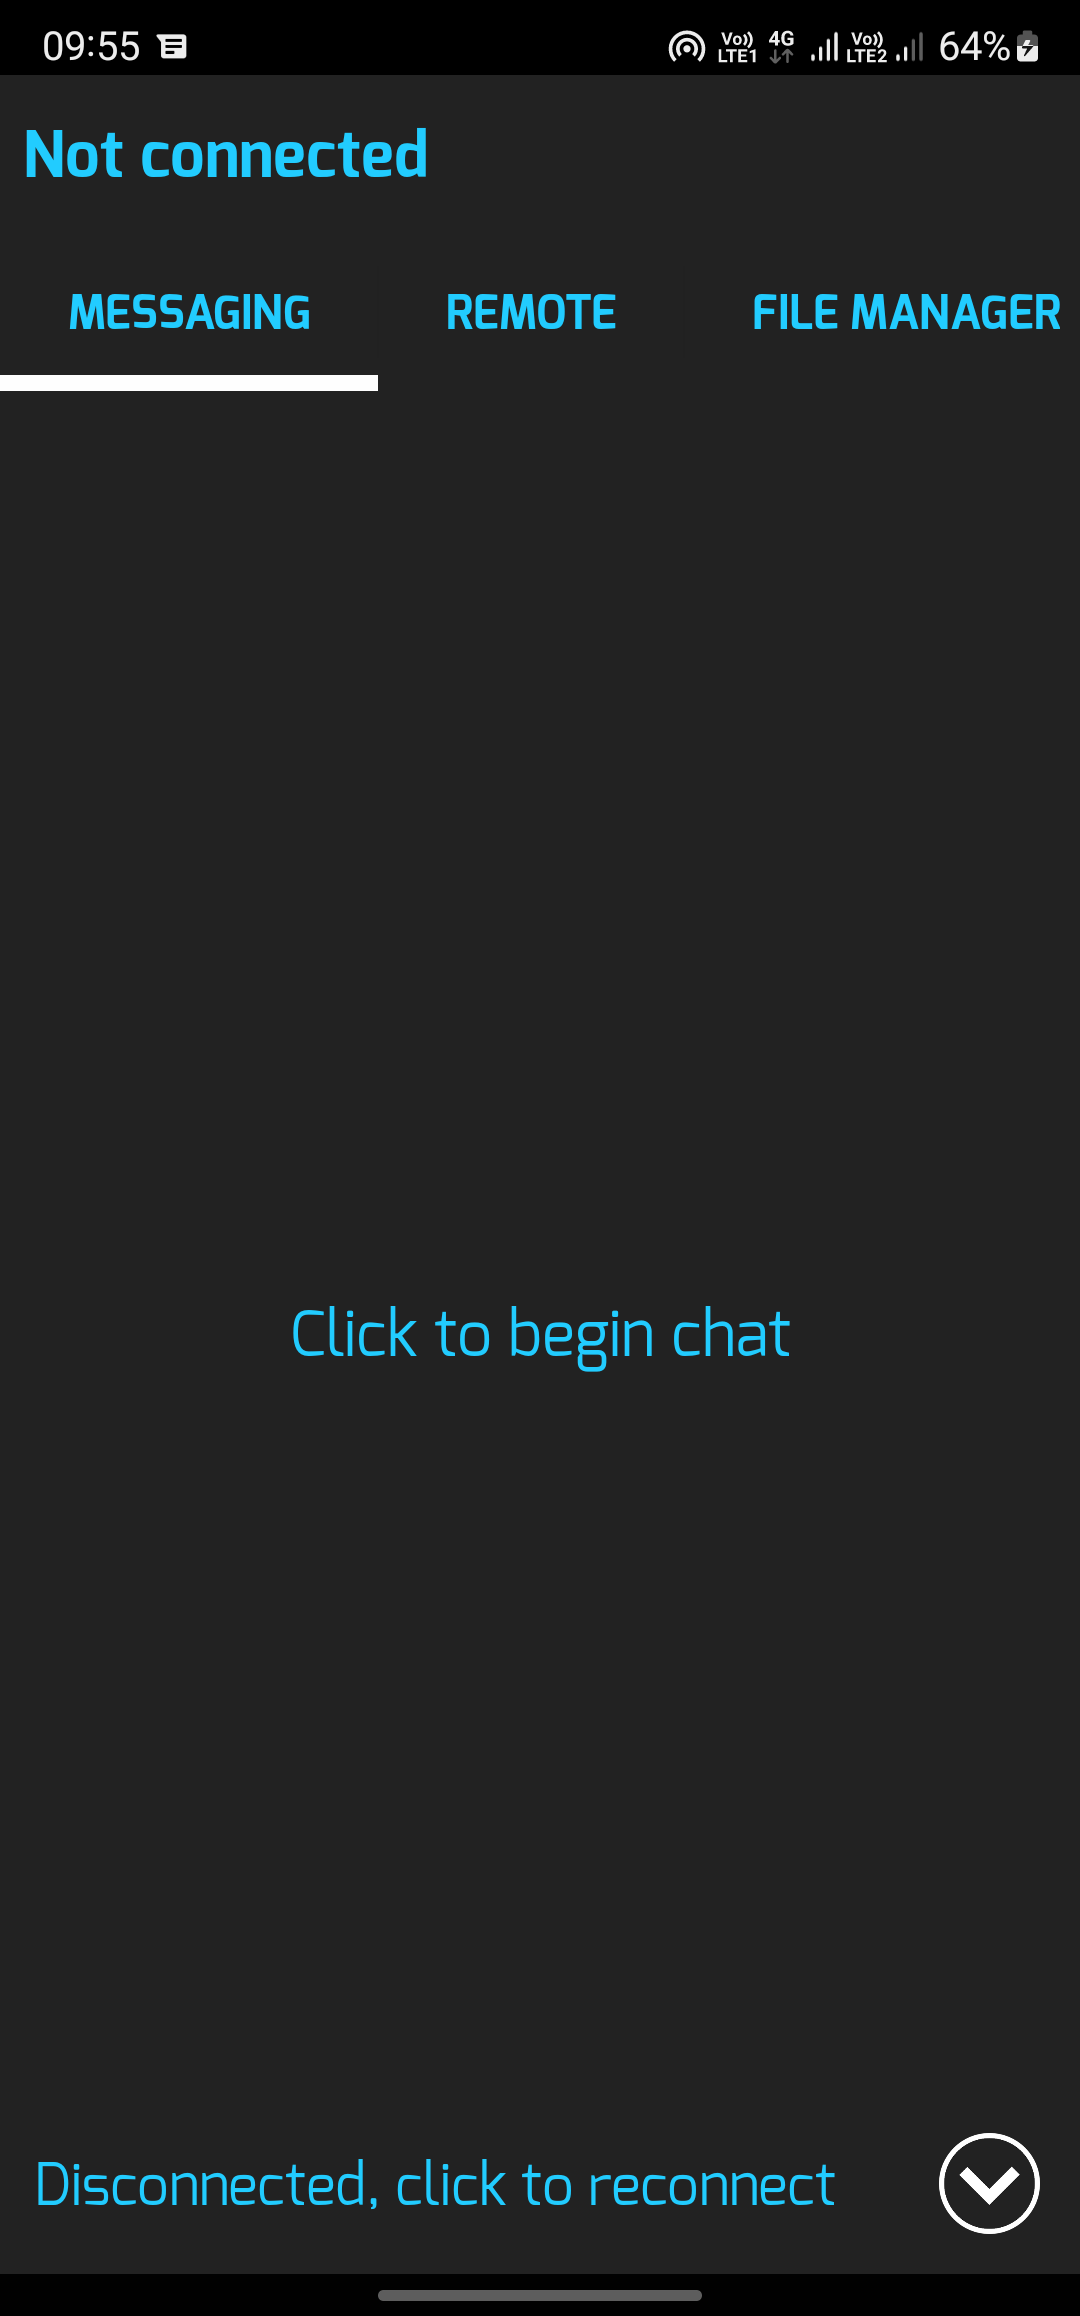 09:55 Vo)) LTE1 4G Vo)) LTE2 64%
Not connected
MESSAGING REMOTE FILE MANAGER
Click to begin chat
Disconnected, click to reconnect